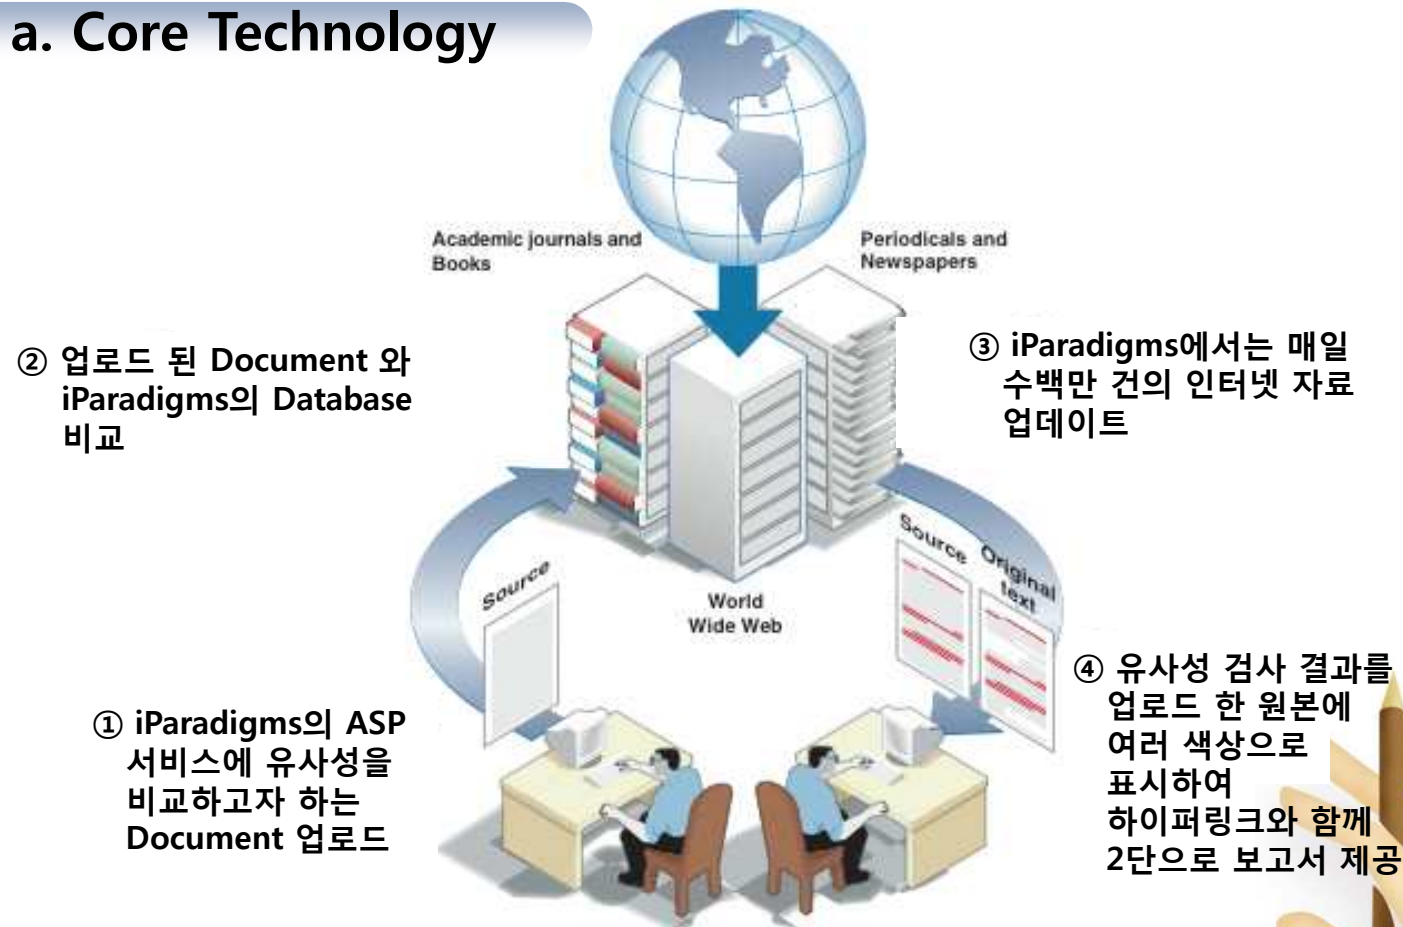 a. Core Technology
Academic journals and
Books
Periodicals and
Newspapers
② 업로드 된 Document 와
iParadigms의 Database
비교
③ iParadigms에서는 매일
수백만 건의 인터넷 자료
업데이트
Source
Source
Original
text
World
Wide Web
① iParadigms의 ASP
서비스에 유사성을
비교하고자 하는
Document 업로드
④ 유사성 검사 결과를
업로드 한 원본에
여러 색상으로
표시하여
하이퍼링크와 함께
2단으로 보고서 제공